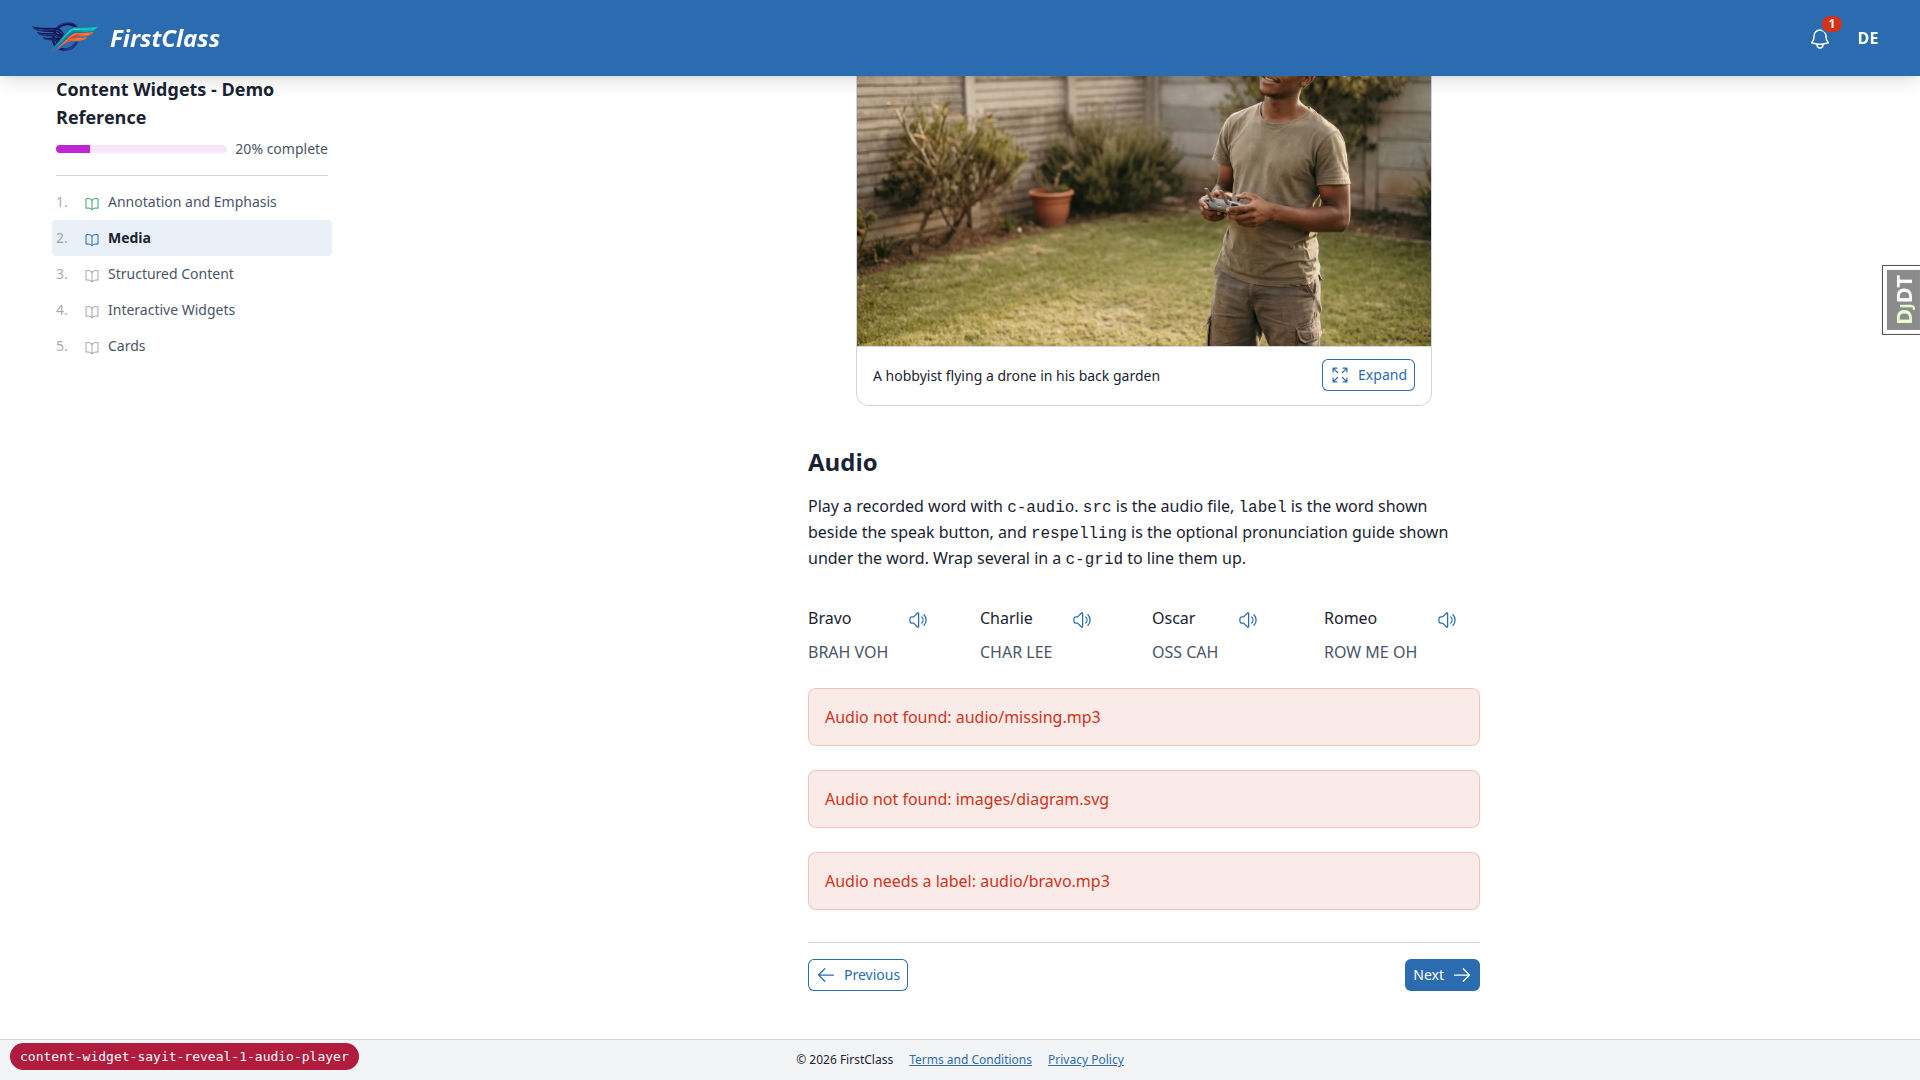 FirstClass
1
DE
Content Widgets - Demo
Reference
20% complete
1. Annotation and Emphasis
2. Media
3. Structured Content
4. Interactive Widgets
5. Cards
DJDT
A hobbyist flying a drone in his back garden
Expand
Audio
Play a recorded word with c-audio. src is the audio file, label is the word shown
beside the speak button, and respelling is the optional pronunciation guide shown
under the word. Wrap several in a c-grid to line them up.
Bravo Charlie Oscar Romeo
BRAH VOH CHAR LEE OSS CAH ROW ME OH
Audio not found: audio/missing.mp3
Audio not found: images/diagram.svg
Audio needs a label: audio/bravo.mp3
Previous
Next
content-widget-sayit-reveal-1-audio-player
© 2026 FirstClass Terms and Conditions Privacy Policy